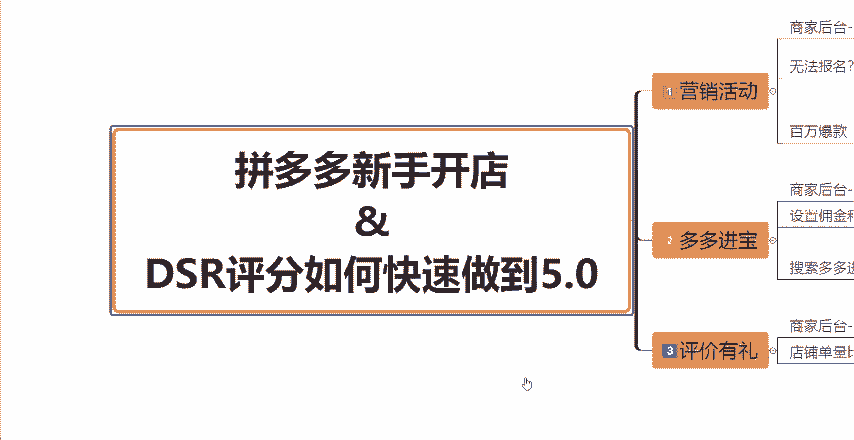 拼多多新手开店
&
DSR评分如何快速做到5.0
1 营销活动
商家后台-
无法报名?
百万爆款
2 多多进宝
商家后台-
设置佣金
搜索多多
3 评价有礼
商家后台-
店铺单量